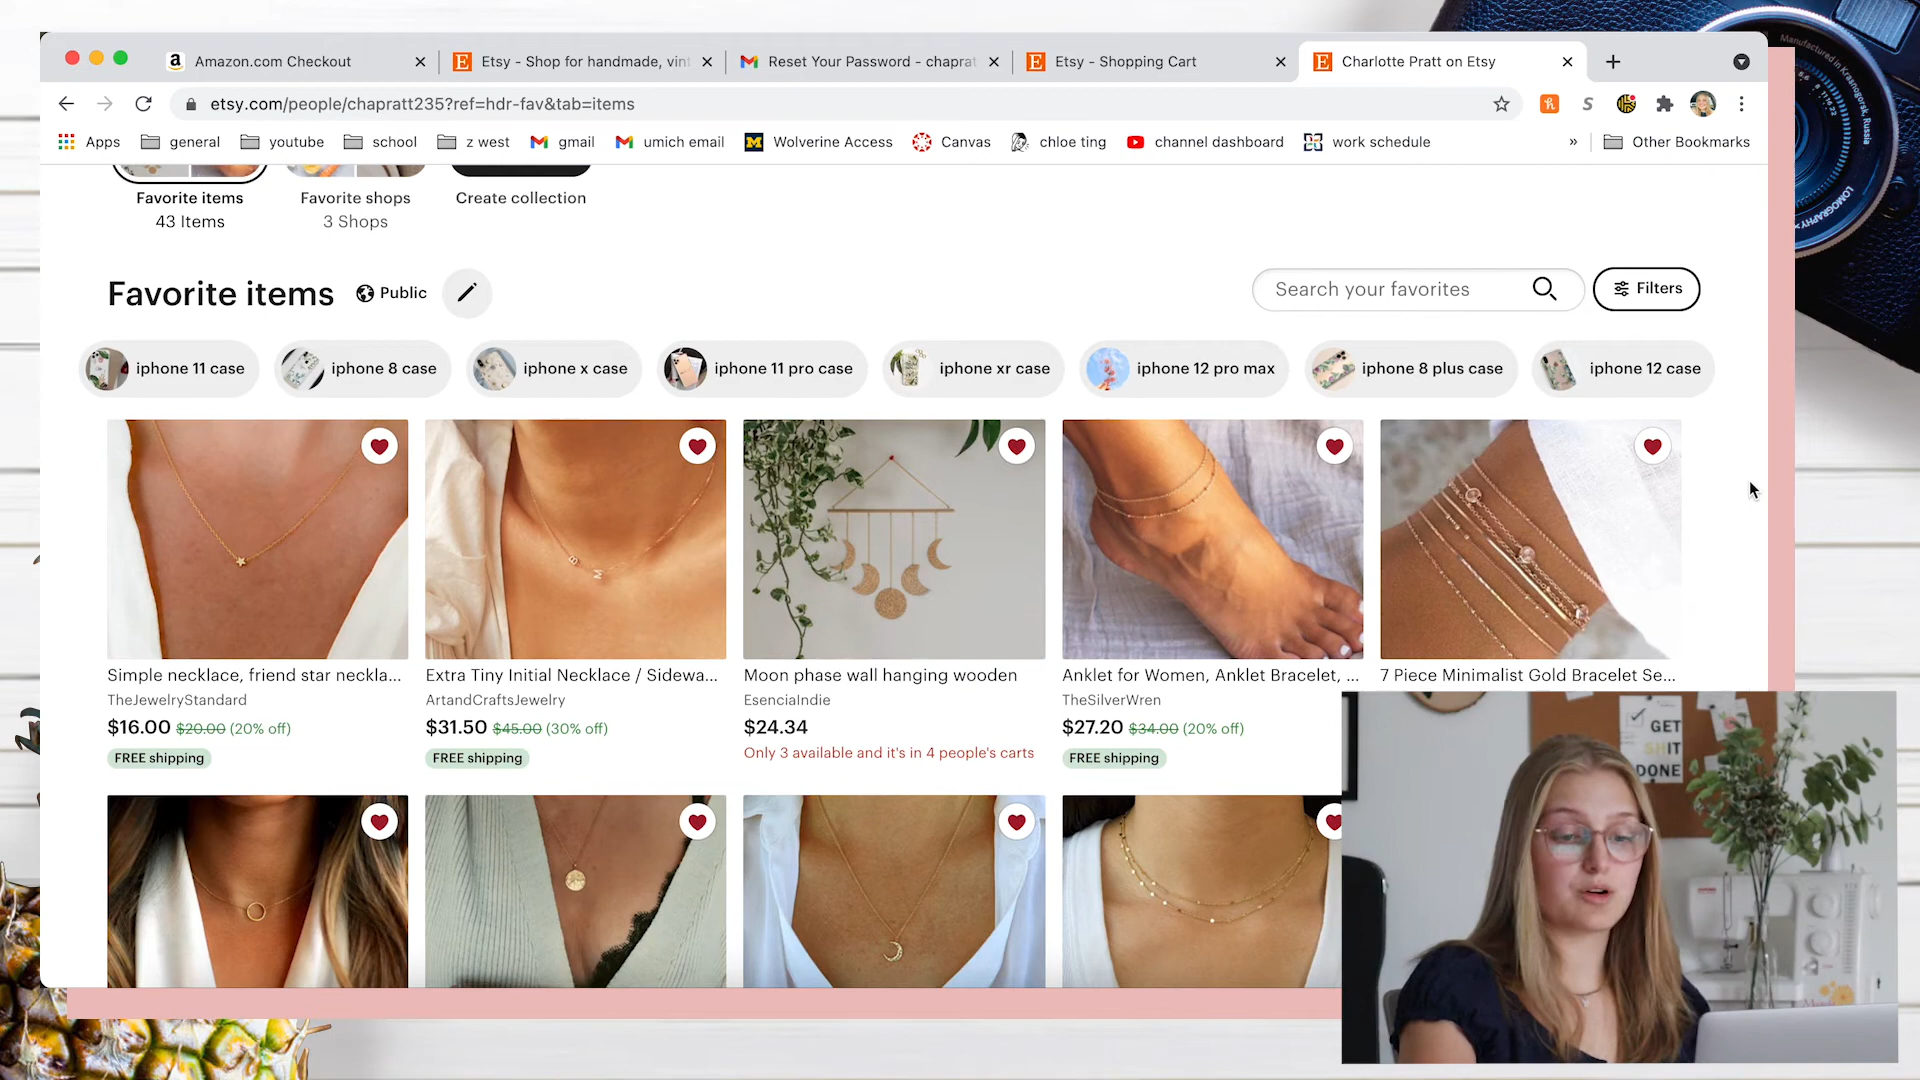 Amazon.com Checkout
Etsy - Shop for handmade, vin
Reset Your Password - chaprat
Etsy - Shopping Cart
Charlotte Pratt on Etsy
etsy.com/people/chapratt235?ref=hdr-fav&tab=items
Apps
general
youtube
school
z west
gmail
umich email
Wolverine Access
Canvas
chloe ting
channel dashboard
work schedule
»
Other Bookmarks
Favorite items
43 Items
Favorite shops
3 Shops
Create collection
Favorite items
Public
Search your favorites
Filters
iphone 11 case
iphone 8 case
iphone x case
iphone 11 pro case
iphone xr case
iphone 12 pro max
iphone 8 plus case
iphone 12 case
Simple necklace, friend star neckla...
TheJewelryStandard
$16.00 $20.00 (20% off)
FREE shipping
Extra Tiny Initial Necklace / Sidewa...
ArtandCraftsJewelry
$31.50 $45.00 (30% off)
FREE shipping
Moon phase wall hanging wooden
EsenciaIndie
$24.34
Only 3 available and it's in 4 people's carts
Anklet for Women, Anklet Bracelet, ...
TheSilverWren
$27.20 $34.00 (20% off)
FREE shipping
7 Piece Minimalist Gold Bracelet Se...
GET
SHIT
DONE
Manufactured in Krasnogorsk, Russia
LOMOGRAPHY